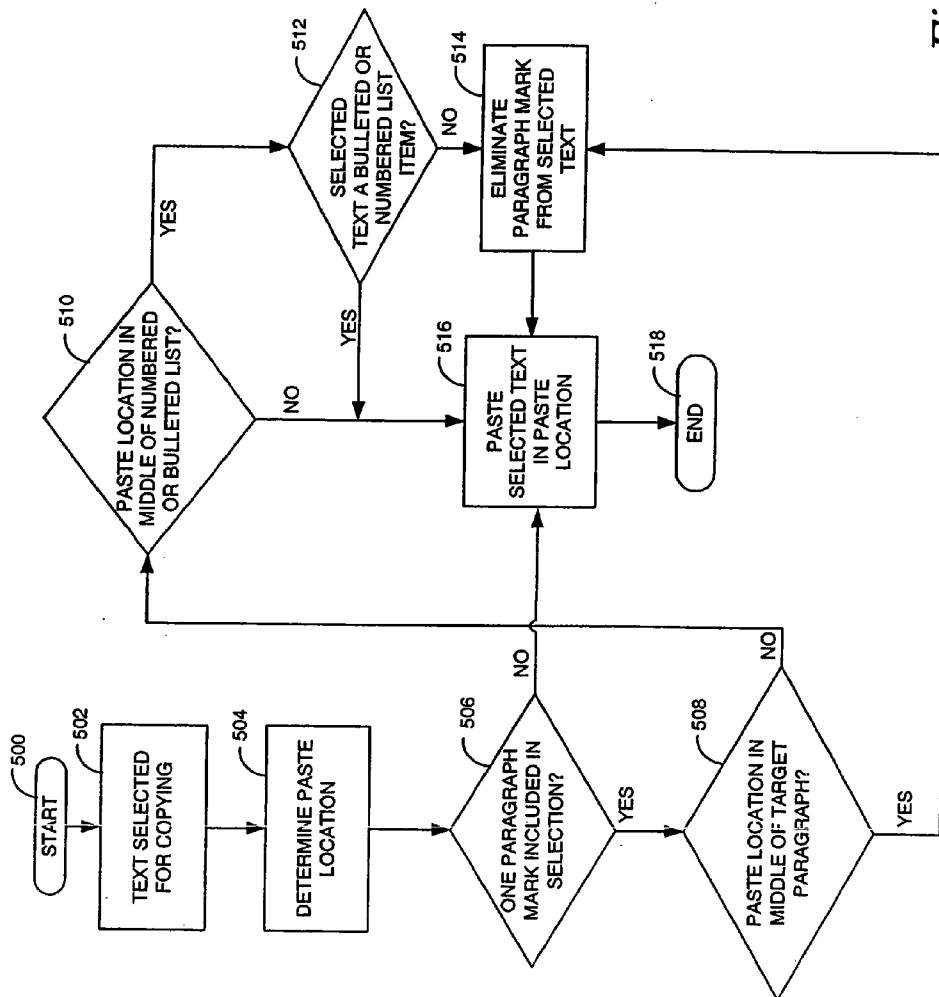 500
START
502
TEXT SELECTED
FOR COPYING
504
DETERMINE PASTE
LOCATION
506
ONE PARAGRAPH
MARK INCLUDED IN
SELECTION?
NO
YES
508
PASTE LOCATION IN
MIDDLE OF TARGET
PARAGRAPH?
NO
YES
510
PASTE LOCATION IN
MIDDLE OF NUMBERED
OR BULLETED LIST?
YES
NO
512
SELECTED
TEXT A BULLETED OR
NUMBERED LIST
ITEM?
YES
NO
514
ELIMINATE
PARAGRAPH MARK
FROM SELECTED
TEXT
516
PASTE
SELECTED TEXT
IN PASTE
LOCATION
518
END